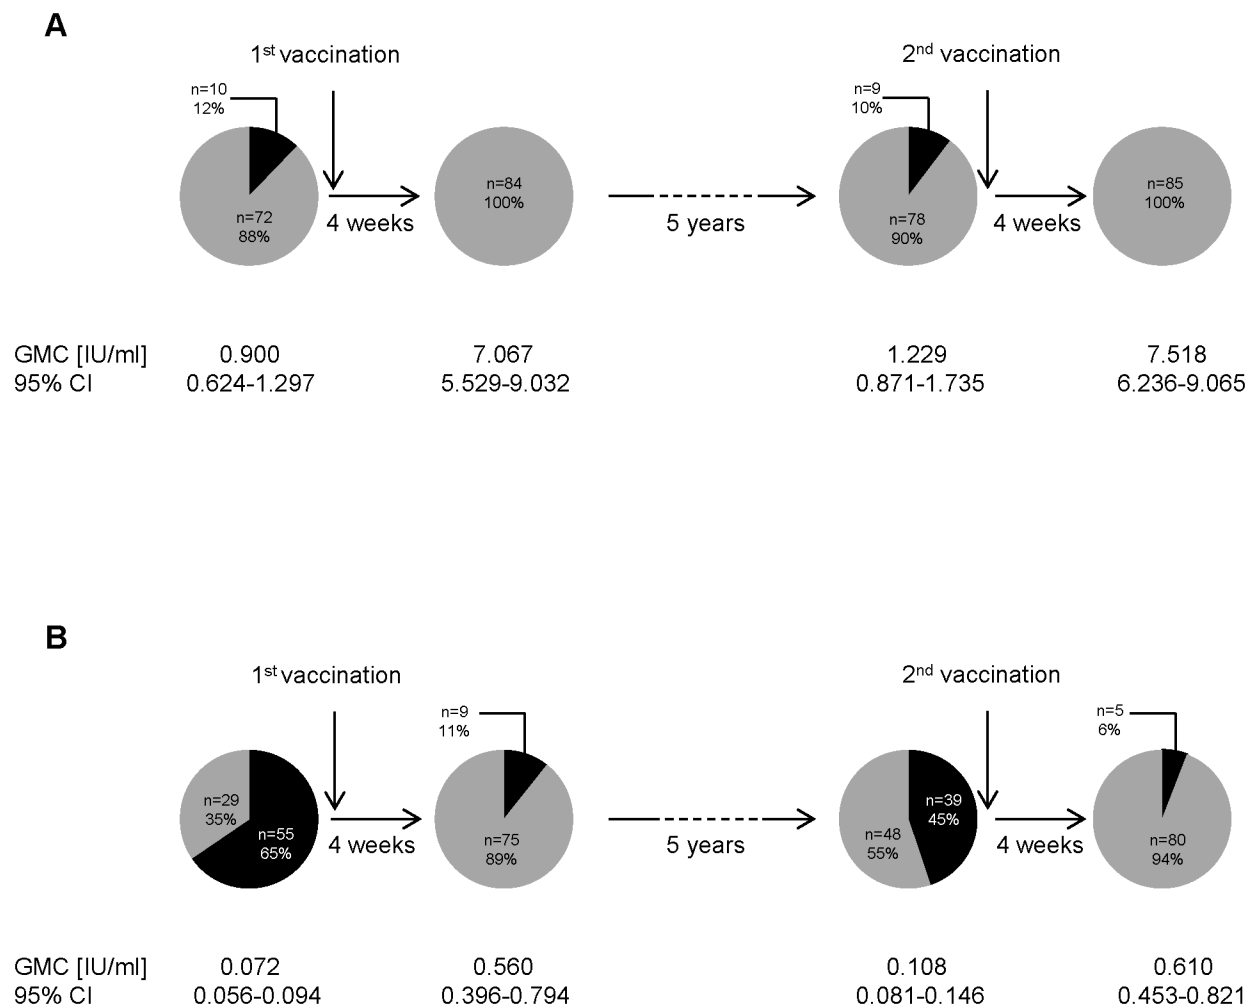 A
1st vaccination
2nd vaccination
n=10
12%
n=9
10%
n=72
88%
4 weeks
n=84
100%
5 years
n=78
90%
4 weeks
n=85
100%
GMC [IU/ml] 0.900 7.067 1.229 7.518
95% CI 0.624-1.297 5.529-9.032 0.871-1.735 6.236-9.065
B
1st vaccination
2nd vaccination
n=9
11%
n=5
6%
n=29
35%
n=55
65%
4 weeks
n=75
89%
5 years
n=39
45%
n=48
55%
4 weeks
n=80
94%
GMC [IU/ml] 0.072 0.560 0.108 0.610
95% CI 0.056-0.094 0.396-0.794 0.081-0.146 0.453-0.821